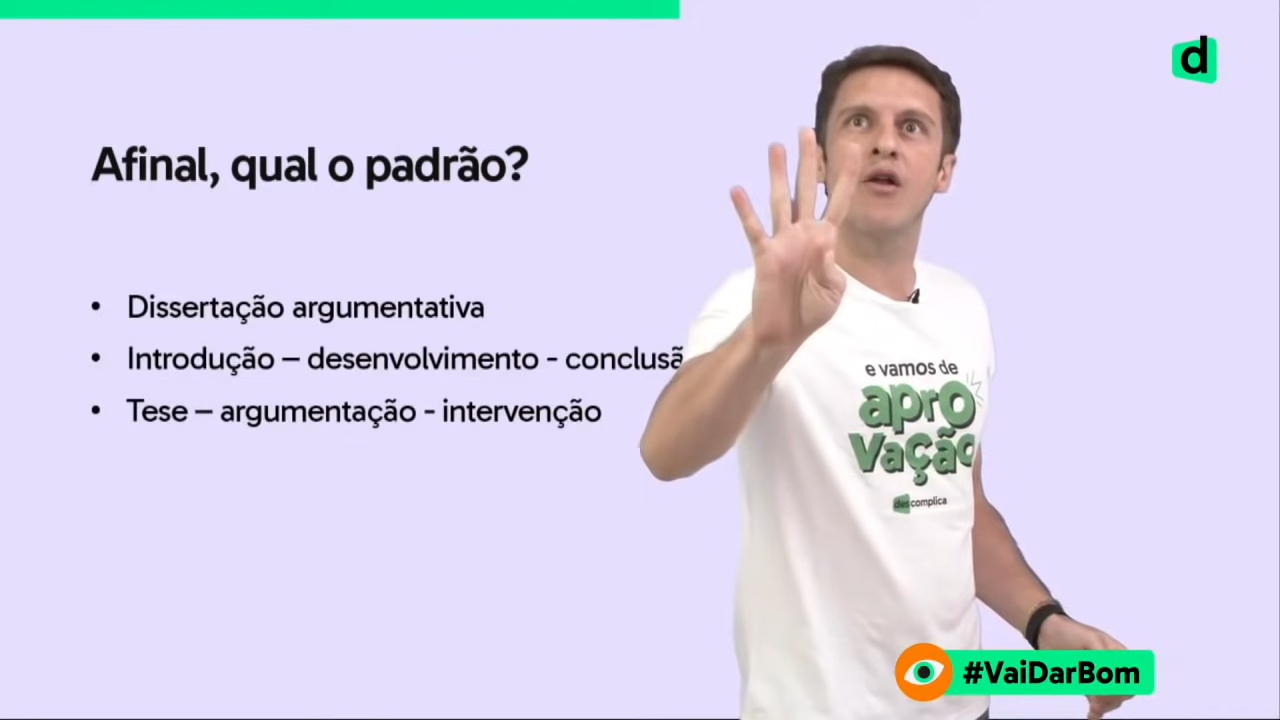 d
Afinal, qual o padrão?
• Dissertação argumentativa
• Introdução – desenvolvimento - conclusã
• Tese – argumentação - intervenção
e vamos de
apro
vação
descomplica
#VaiDarBom